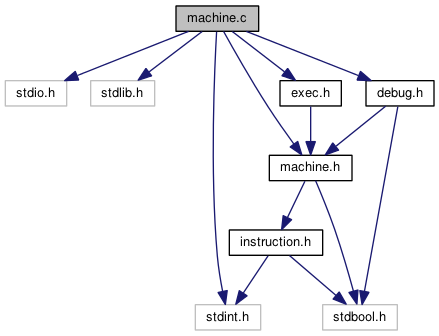 machine.c
stdio.h
stdlib.h
exec.h
debug.h
machine.h
instruction.h
stdint.h
stdbool.h